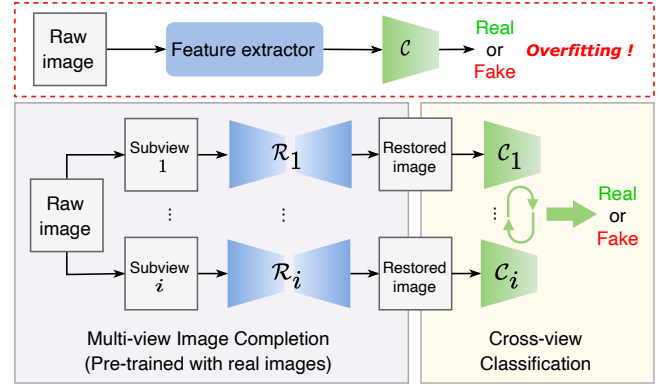 Raw
image
Feature extractor
C
Real
or
Fake
Overfitting !
Raw
image
Subview
1
R1
Restored
image
C1
...
...
...
Subview
i
Ri
Restored
image
Ci
Real
or
Fake
Multi-view Image Completion
(Pre-trained with real images)
Cross-view
Classification